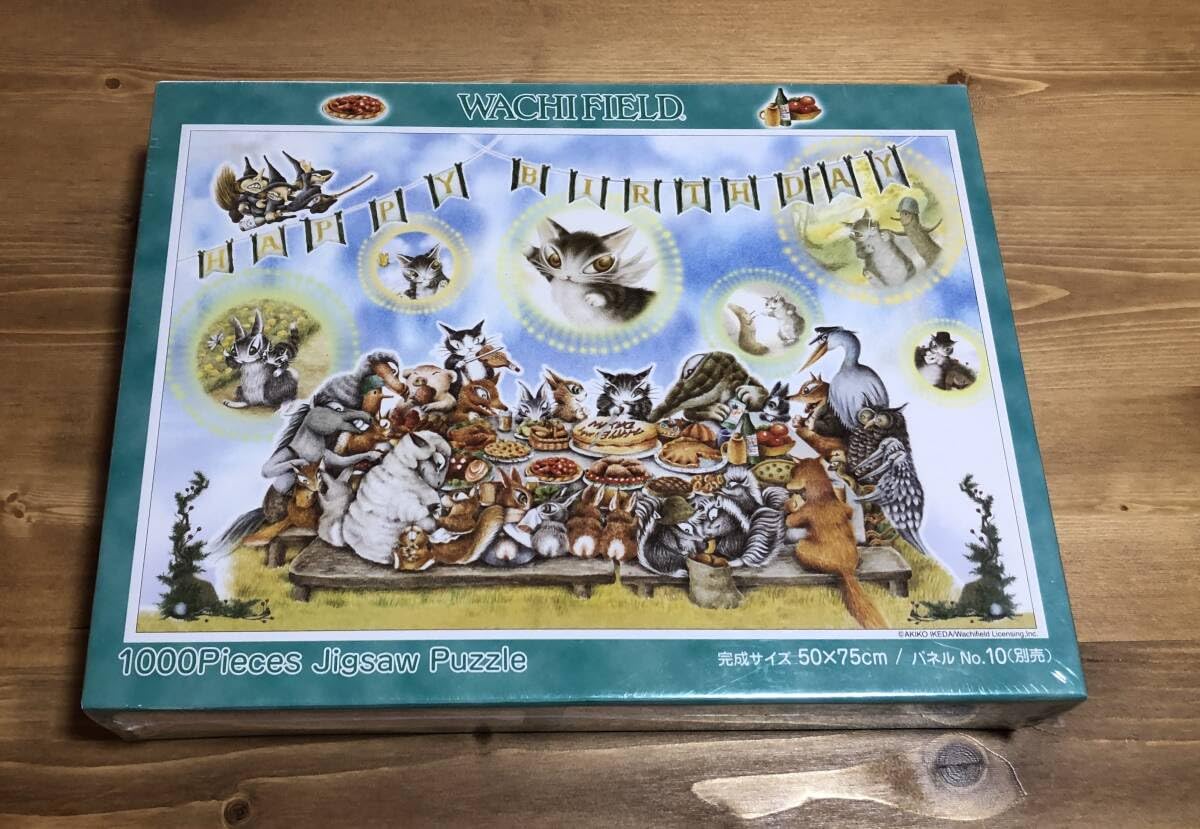 WACHIFIELD®
HAPPY BIRTHDAY
©AKIKO IKEDA/Wachifield Licensing,Inc.
1000Pieces Jigsaw Puzzle
完成サイズ 50×75cm / パネル No.10(別売)